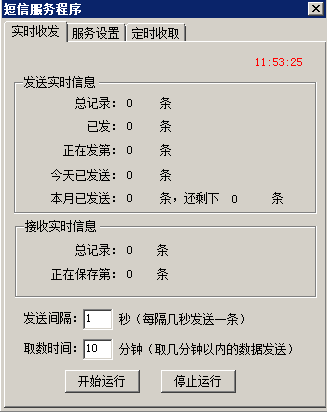 短信服务程序
实时收发 服务设置 定时收取
11:53:25
发送实时信息
总记录： 0 条
已发： 0 条
正在发第： 0 条
今天已发送： 0 条
本月已发送： 0 条，还剩下 0 条
接收实时信息
总记录： 0 条
正在保存第： 0 条
发送间隔： 1 秒（每隔几秒发送一条）
取数时间： 10 分钟（取几分钟以内的数据发送）
开始运行 停止运行